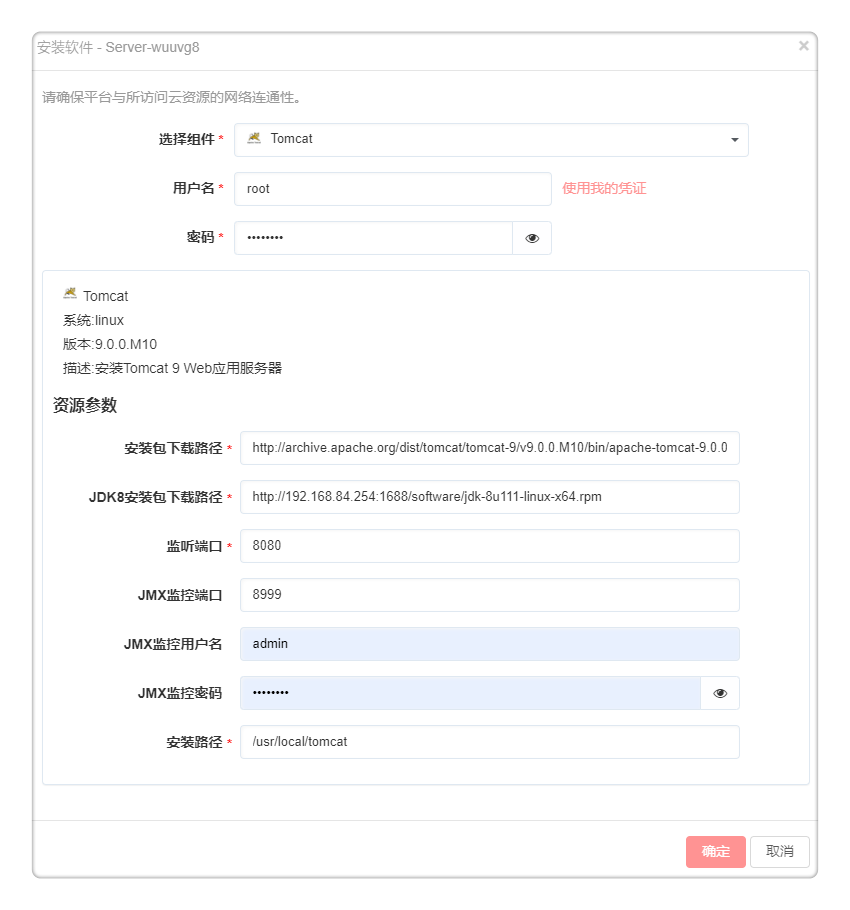 安装软件 - Server-wuuvg8 ×
请确保平台与所访问云资源的网络连通性。
选择组件 * Tomcat
用户名 * root 使用我的凭证
密码 * ••••••••
Tomcat
系统:linux
版本:9.0.0.M10
描述:安装Tomcat 9 Web应用服务器
资源参数
安装包下载路径 * http://archive.apache.org/dist/tomcat/tomcat-9/v9.0.0.M10/bin/apache-tomcat-9.0.0
JDK8安装包下载路径 * http://192.168.84.254:1688/software/jdk-8u111-linux-x64.rpm
监听端口 * 8080
JMX监控端口 8999
JMX监控用户名 admin
JMX监控密码 ••••••••
安装路径 * /usr/local/tomcat
确定 取消